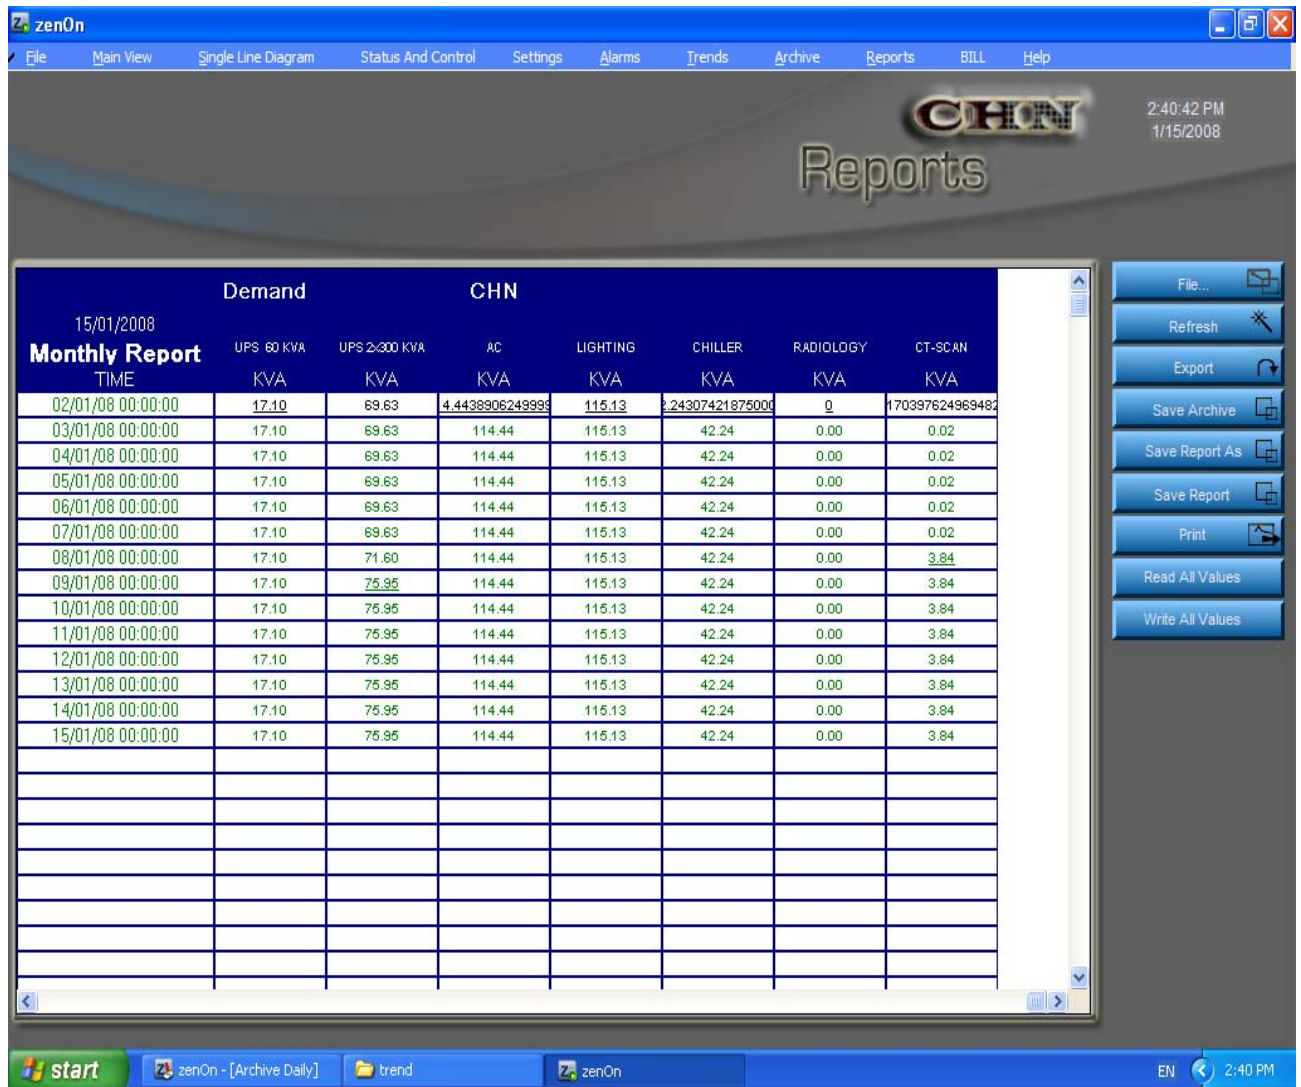 zenOn
File Main View Single Line Diagram Status And Control Settings Alarms Trends Archive Reports BILL Help
CHN
Reports
2:40:42 PM
1/15/2008
Demand CHN
15/01/2008
Monthly Report UPS 60 KVA UPS 2x300 KVA AC LIGHTING CHILLER RADIOLOGY CT-SCAN
TIME KVA KVA KVA KVA KVA KVA KVA
02/01/08 00:00:00 17.10 69.63 4.4438906249999 115.13 2.24307421875000 0 170397624969482
03/01/08 00:00:00 17.10 69.63 114.44 115.13 42.24 0.00 0.02
04/01/08 00:00:00 17.10 69.63 114.44 115.13 42.24 0.00 0.02
05/01/08 00:00:00 17.10 69.63 114.44 115.13 42.24 0.00 0.02
06/01/08 00:00:00 17.10 69.63 114.44 115.13 42.24 0.00 0.02
07/01/08 00:00:00 17.10 69.63 114.44 115.13 42.24 0.00 0.02
08/01/08 00:00:00 17.10 71.60 114.44 115.13 42.24 0.00 3.84
09/01/08 00:00:00 17.10 75.95 114.44 115.13 42.24 0.00 3.84
10/01/08 00:00:00 17.10 75.95 114.44 115.13 42.24 0.00 3.84
11/01/08 00:00:00 17.10 75.95 114.44 115.13 42.24 0.00 3.84
12/01/08 00:00:00 17.10 75.95 114.44 115.13 42.24 0.00 3.84
13/01/08 00:00:00 17.10 75.95 114.44 115.13 42.24 0.00 3.84
14/01/08 00:00:00 17.10 75.95 114.44 115.13 42.24 0.00 3.84
15/01/08 00:00:00 17.10 75.95 114.44 115.13 42.24 0.00 3.84
File...
Refresh
Export
Save Archive
Save Report As
Save Report
Print
Read All Values
Write All Values
start zenOn - [Archive Daily] trend zenOn EN 2:40 PM